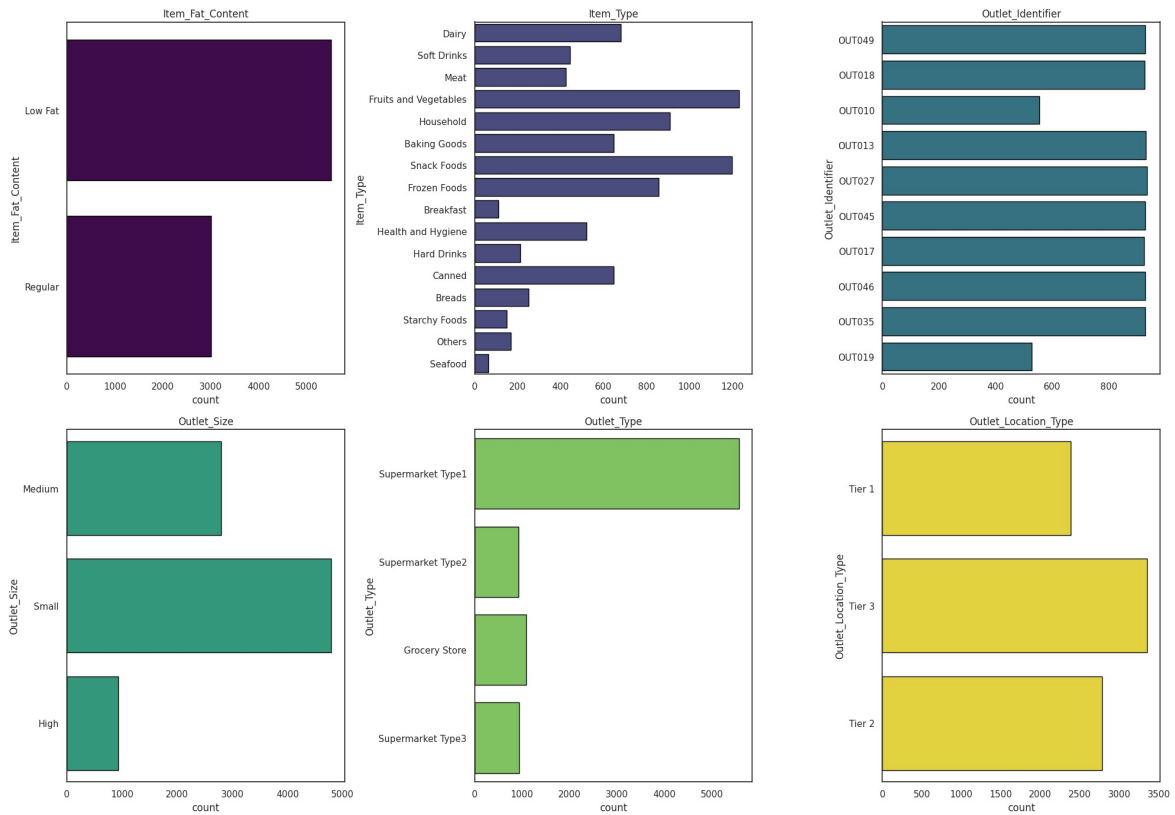 Item_Fat_Content
Item_Fat_Content
Low Fat
Regular
0 1000 2000 3000 4000 5000
count
Item_Type
Item_Type
Dairy
Soft Drinks
Meat
Fruits and Vegetables
Household
Baking Goods
Snack Foods
Frozen Foods
Breakfast
Health and Hygiene
Hard Drinks
Canned
Breads
Starchy Foods
Others
Seafood
0 200 400 600 800 1000 1200
count
Outlet_Identifier
Outlet_Identifier
OUT049
OUT018
OUT010
OUT013
OUT027
OUT045
OUT017
OUT046
OUT035
OUT019
0 200 400 600 800
count
Outlet_Size
Outlet_Size
Medium
Small
High
0 1000 2000 3000 4000 5000
count
Outlet_Type
Outlet_Type
Supermarket Type1
Supermarket Type2
Grocery Store
Supermarket Type3
0 1000 2000 3000 4000 5000
count
Outlet_Location_Type
Outlet_Location_Type
Tier 1
Tier 3
Tier 2
0 500 1000 1500 2000 2500 3000 3500
count